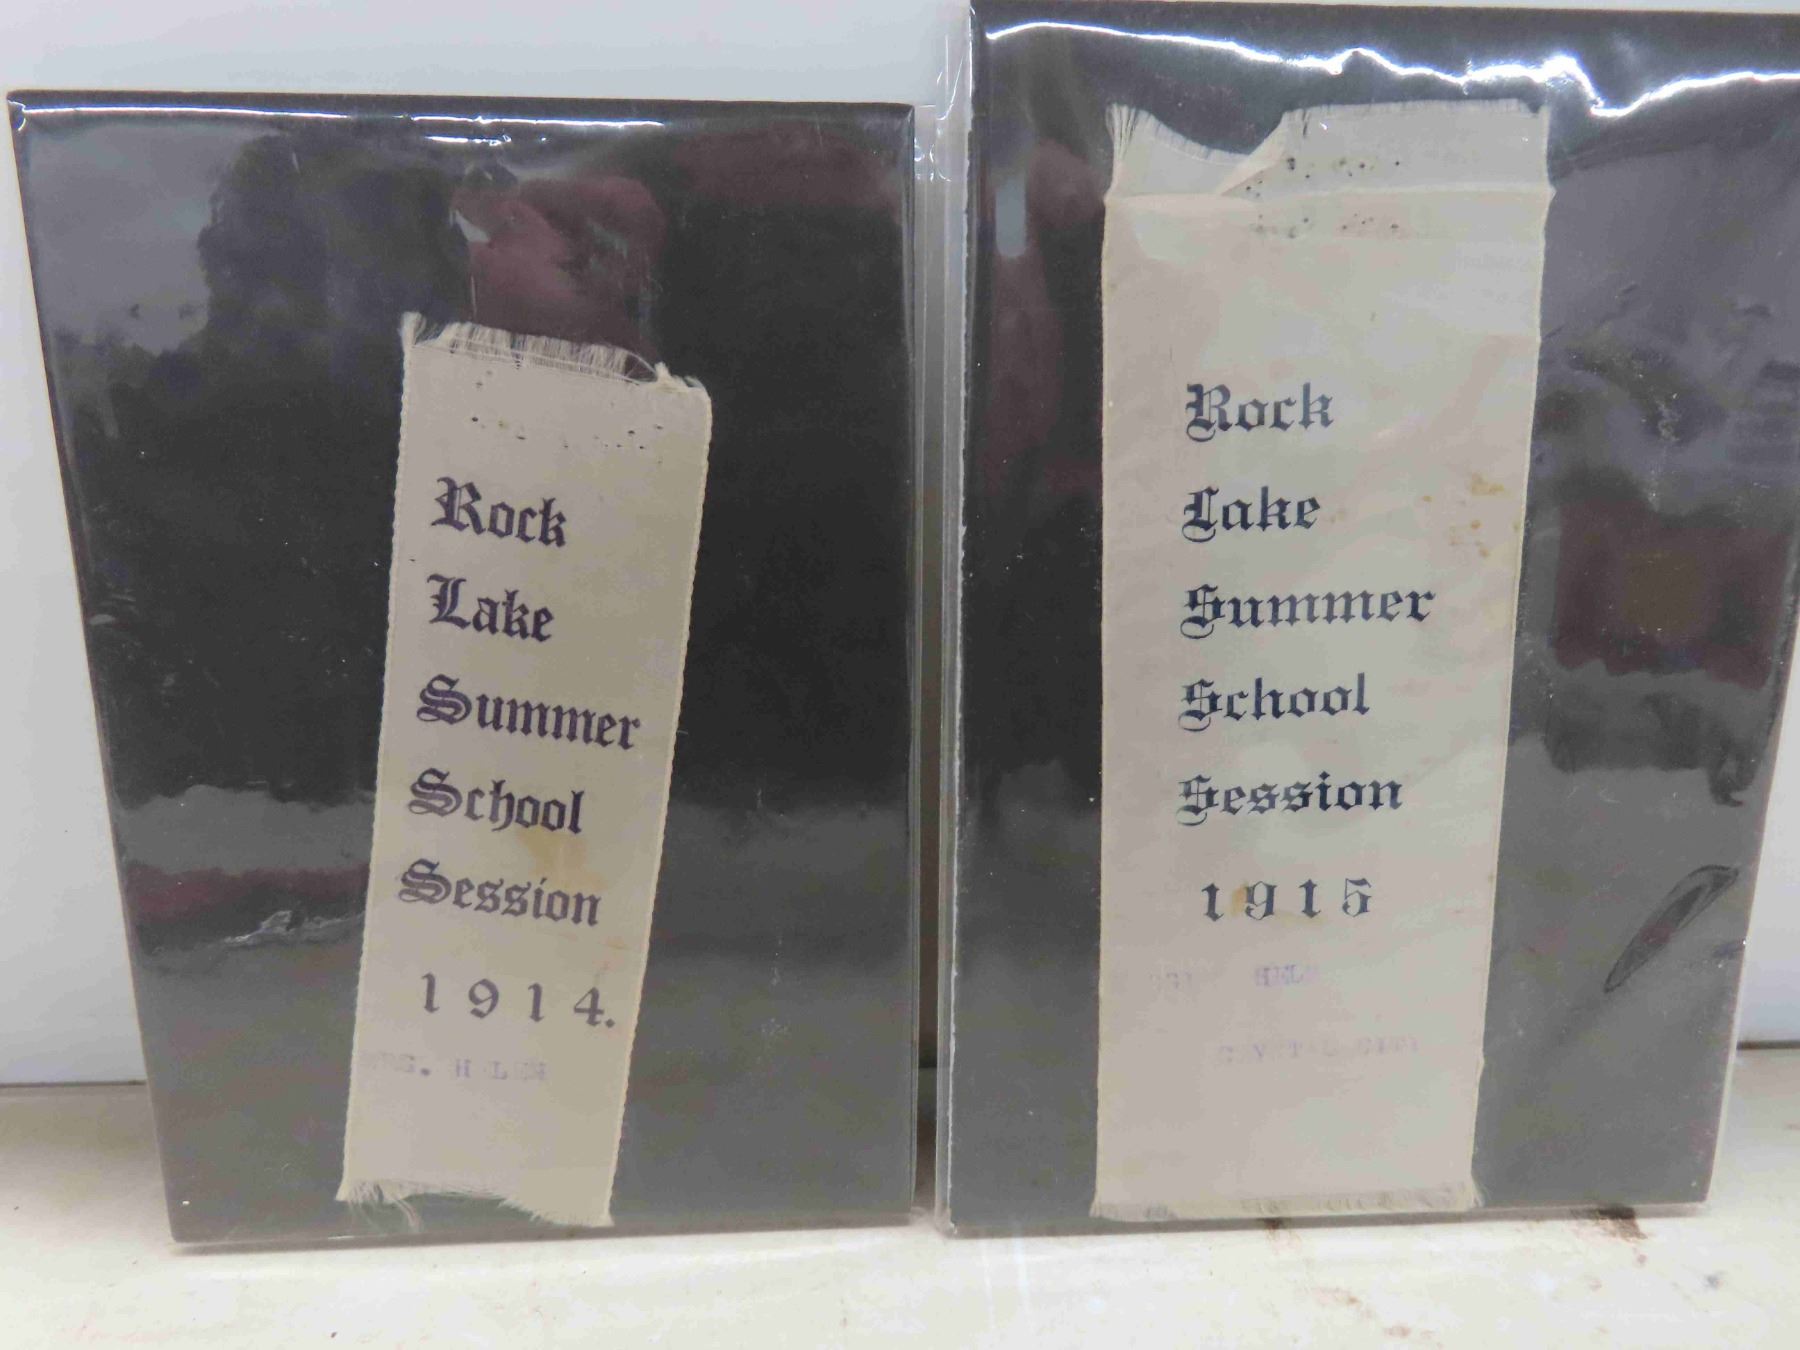 Rock
Lake
Summer
School
Session
1914.
Rock
Lake
Summer
School
Session
1915